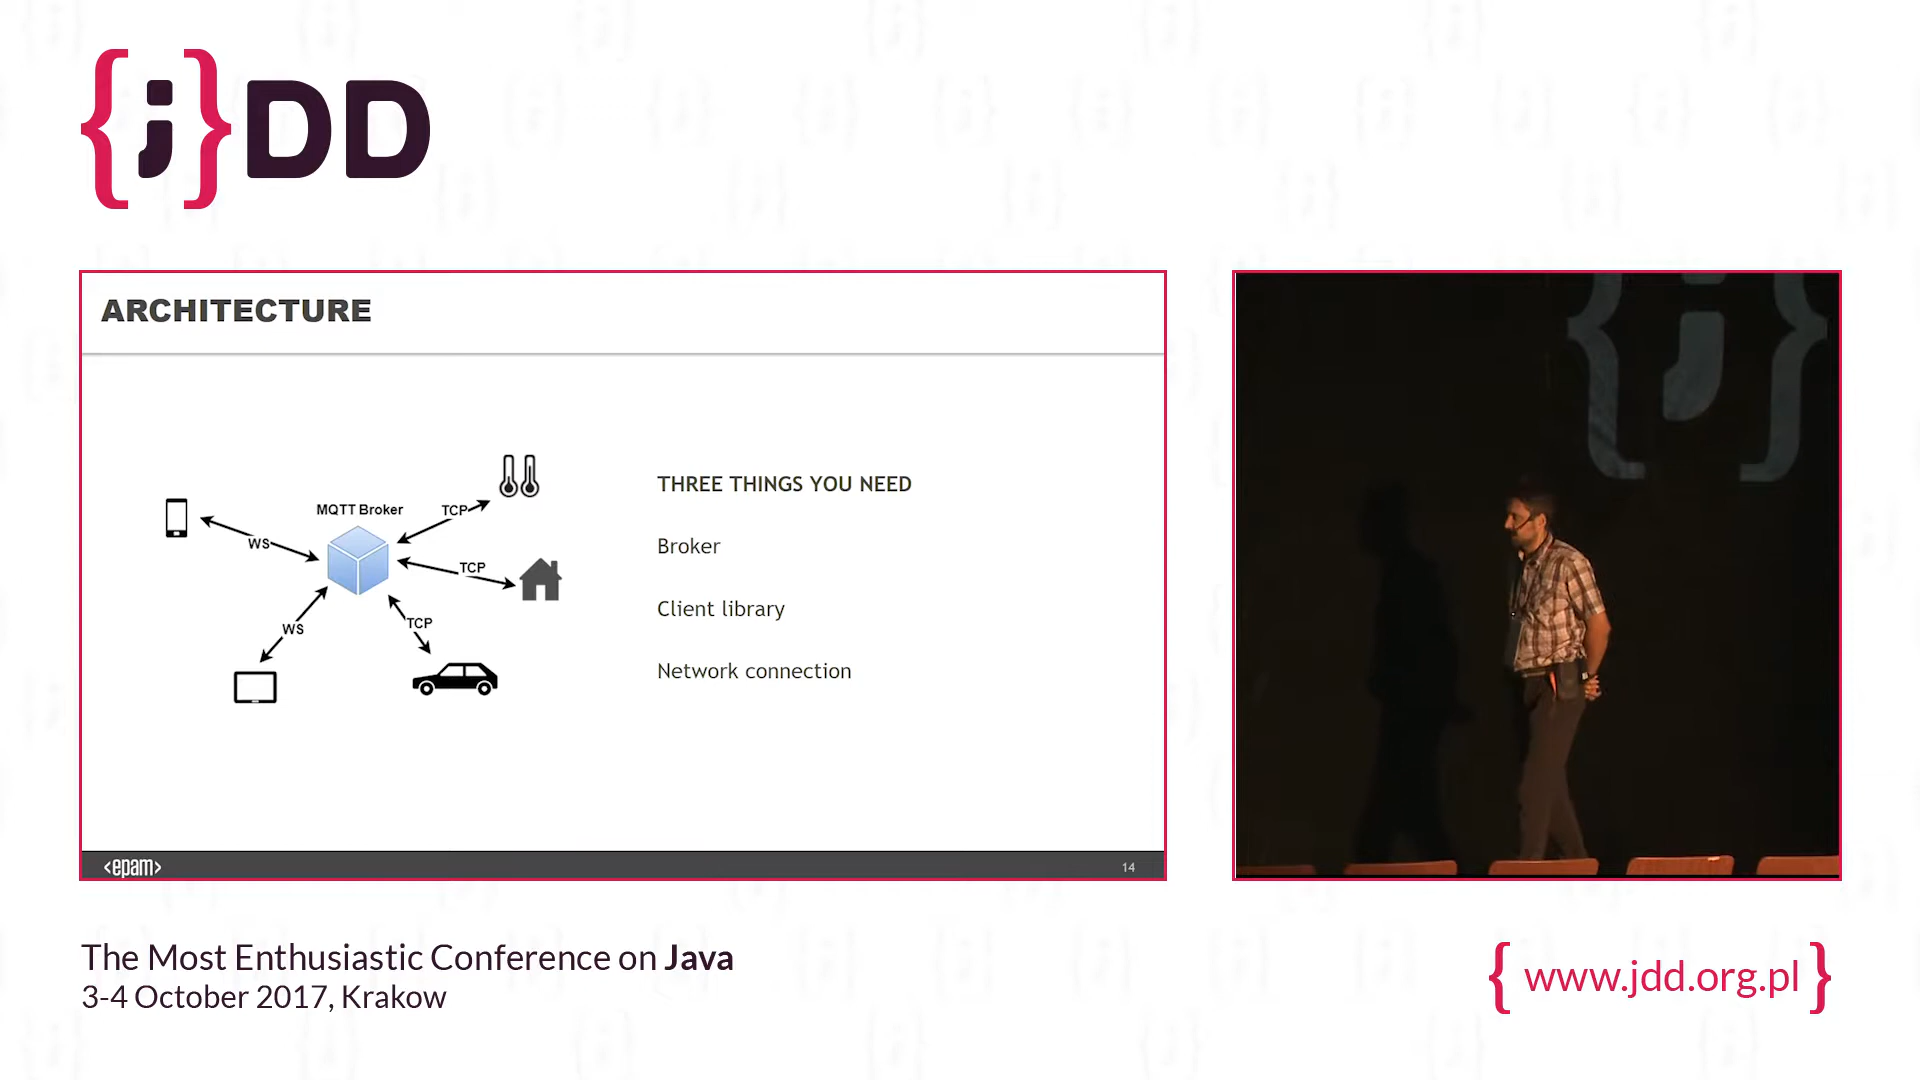 {;}DD
ARCHITECTURE
MQTT Broker
TCP
WS
TCP
TCP
WS
THREE THINGS YOU NEED
Broker
Client library
Network connection
<epam>
14
The Most Enthusiastic Conference on Java
3-4 October 2017, Krakow
{ www.jdd.org.pl }